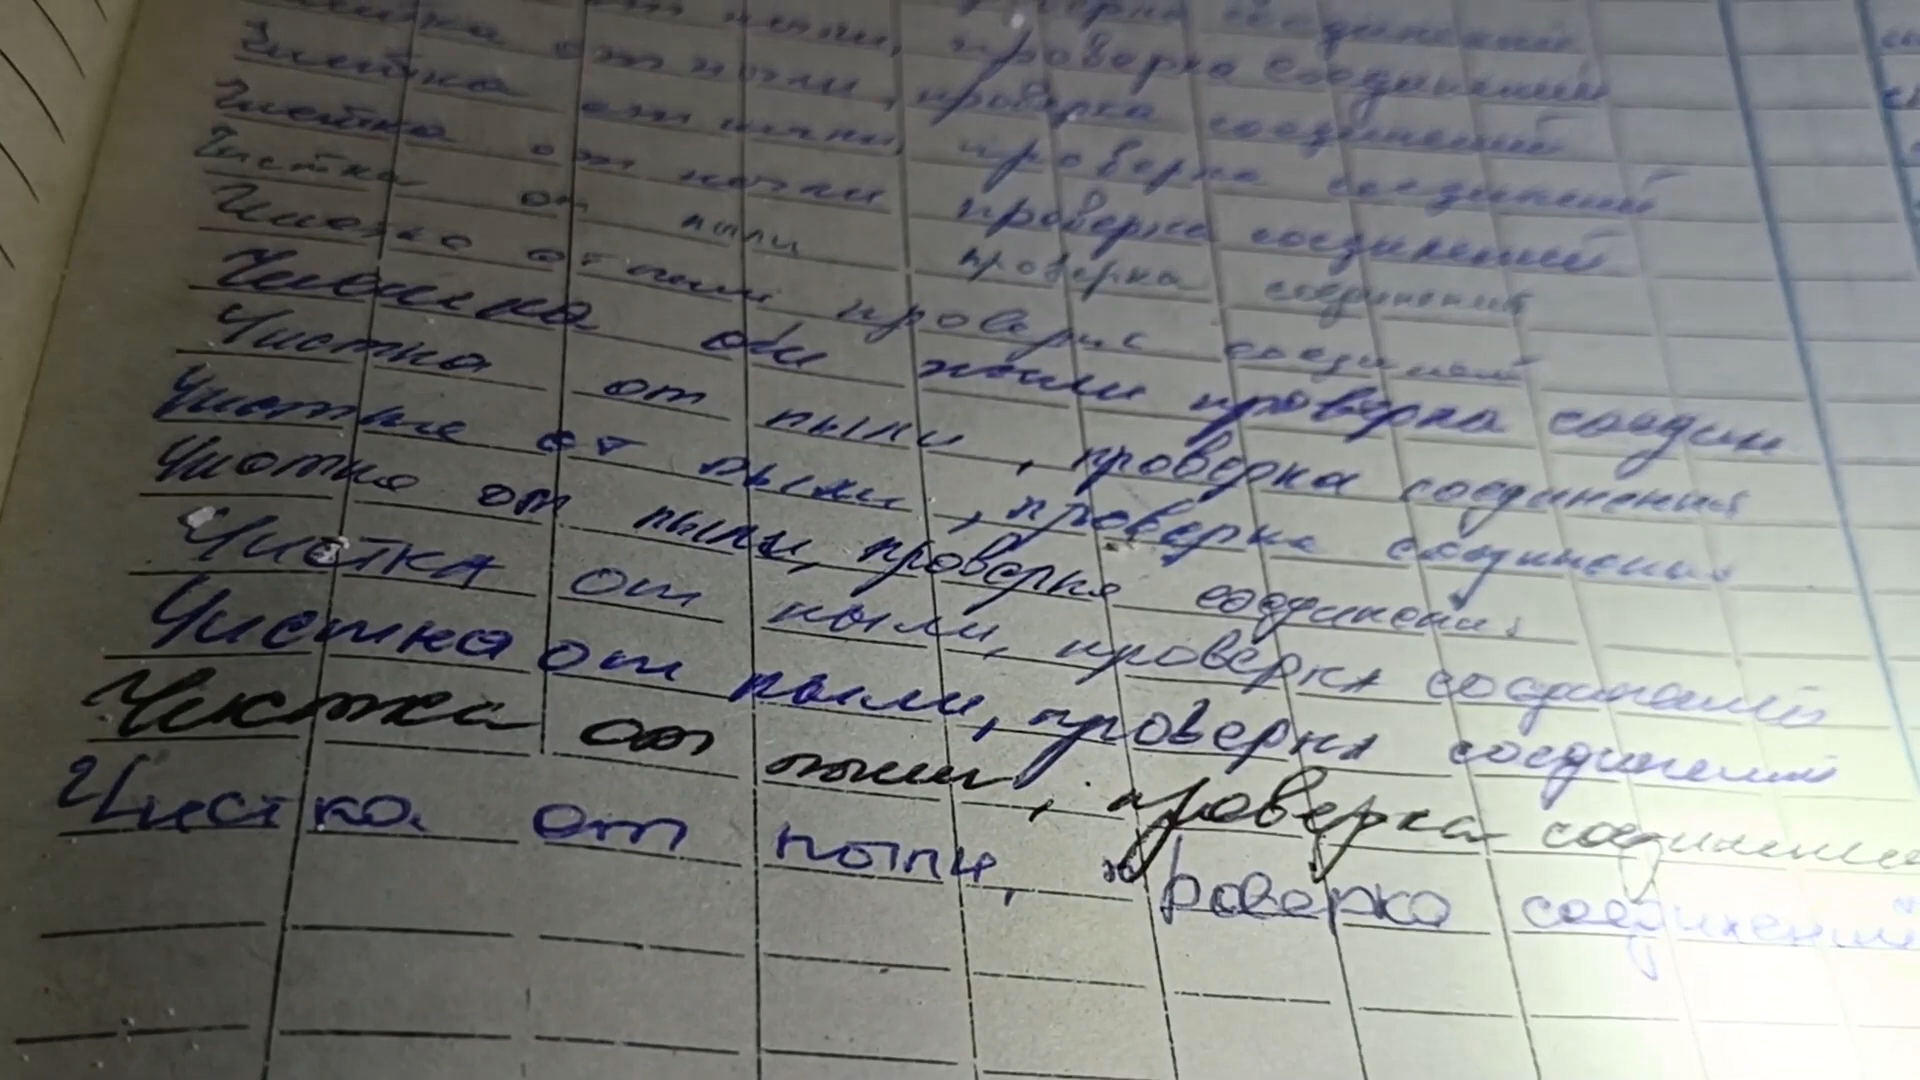 проверка соединений
Чистка от пыли, проверка соединений
Чистка от пыли, проверка соединений
Чистка от пыли, проверка соединений
Чистка от пыли проверка соединений
Чистка от пыли проверка соединений
Чистка от пыли проверка
Чистка от пыли проверка соедин
Чистка от пыли, проверка соединения
Чистка от пыли, проверка соединения
Чистка от пыли, проверка соединения
Чистка от пыли, проверка соединений
Чистка от пыли, проверка соединений
Чистка от пыли, проверка соединение
Чистка от пыли, проверка соединений